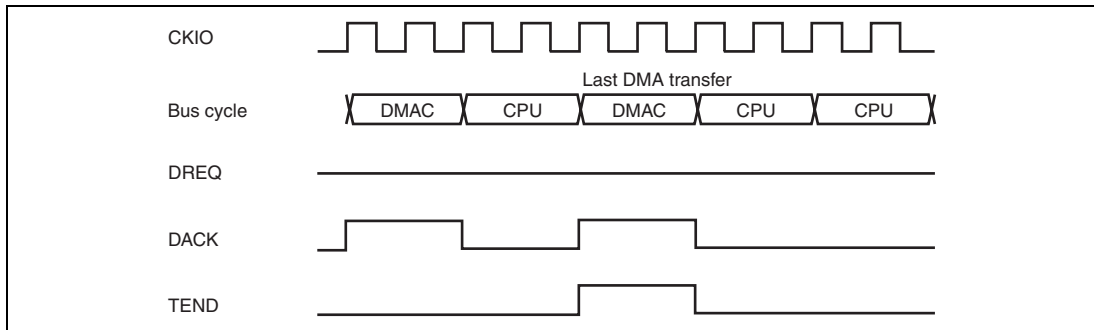 CKIO
Last DMA transfer
Bus cycle DMAC CPU DMAC CPU CPU
DREQ
DACK
TEND